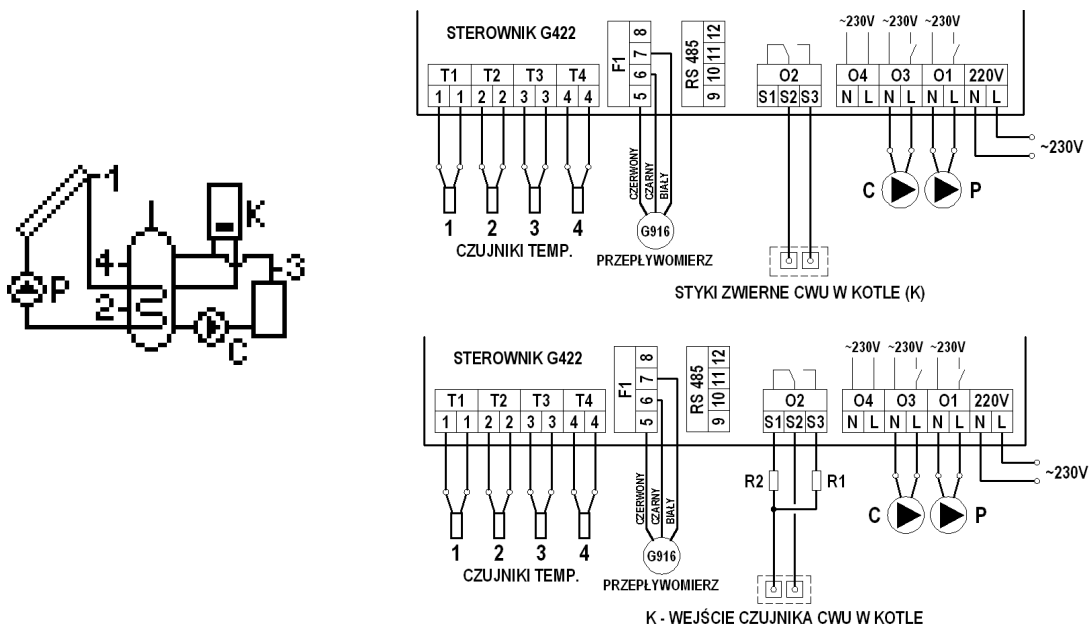 1
K
4
3
P
2
C
STEROWNIK G422
F1
8
7
6
5
RS 485
9 10 11 12
~230V ~230V ~230V
T1 T2 T3 T4
1 1 2 2 3 3 4 4
O2
S1 S2 S3
O4 O3 O1 220V
N L N L N L N L
~230V
CZERWONY
CZARNY
BIAŁY
C P
1 2 3 4
CZUJNIKI TEMP.
G916
PRZEPŁYWOMIERZ
STYKI ZWIERNE CWU W KOTLE (K)
STEROWNIK G422
F1
8
7
6
5
RS 485
9 10 11 12
~230V ~230V ~230V
T1 T2 T3 T4
1 1 2 2 3 3 4 4
O2
S1 S2 S3
O4 O3 O1 220V
N L N L N L N L
~230V
R2 R1
CZERWONY
CZARNY
BIAŁY
C P
1 2 3 4
CZUJNIKI TEMP.
G916
PRZEPŁYWOMIERZ
K - WEJŚCIE CZUJNIKA CWU W KOTLE